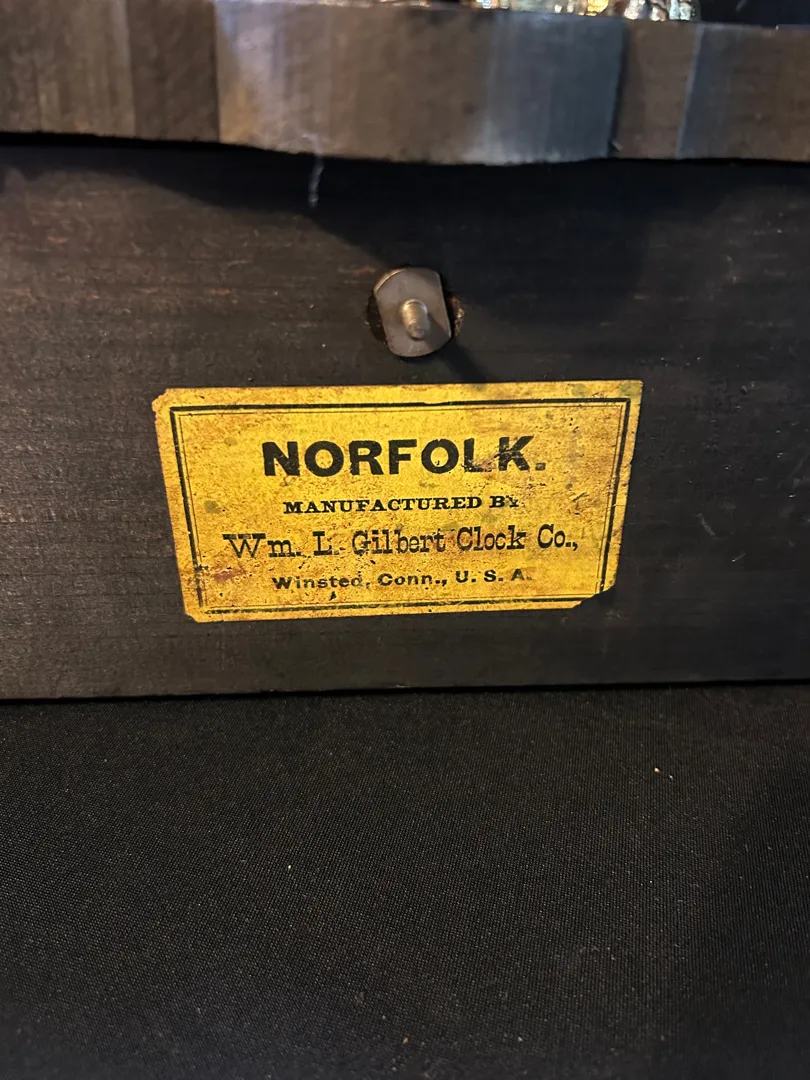 NORFOLK.
MANUFACTURED BY
Wm. L. Gilbert Clock Co.,
Winsted, Conn., U. S. A.